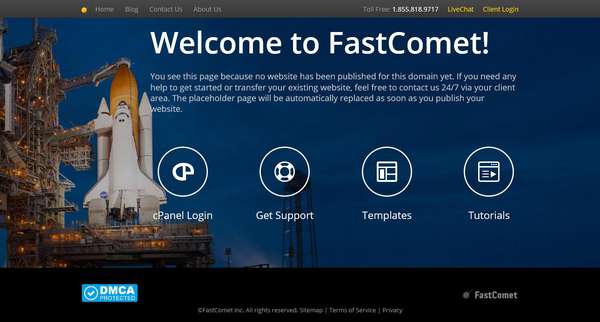 Home Blog Contact Us About Us Toll Free: 1.855.818.9717 LiveChat Client Login
Welcome to FastComet!
You see this page because no website has been published for this domain yet. If you need any
help to get started or transfer your existing website, feel free to contact us 24/7 via your client
area. The placeholder page will be automatically replaced as soon as you publish your
website.
cPanel Login Get Support Templates Tutorials
DMCA
PROTECTED
FastComet
©FastComet Inc. All rights reserved. Sitemap | Terms of Service | Privacy